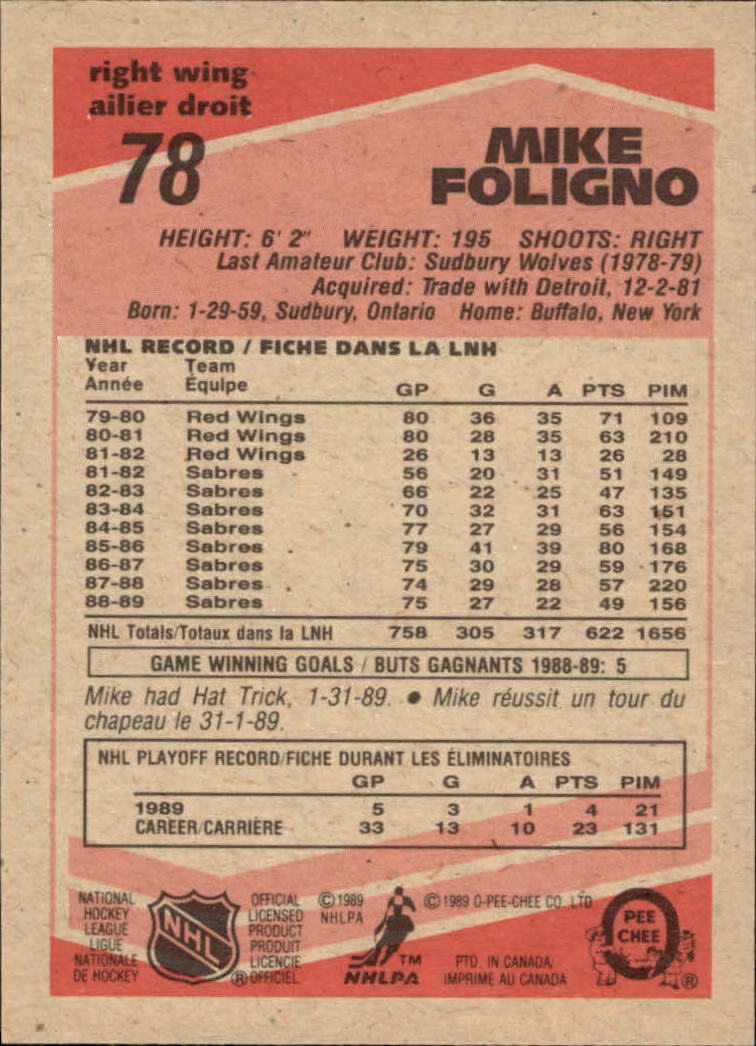 right wing
ailier droit
78
MIKE
FOLIGNO
HEIGHT: 6' 2" WEIGHT: 195 SHOOTS: RIGHT
Last Amateur Club: Sudbury Wolves (1978-79)
Acquired: Trade with Detroit, 12-2-81
Born: 1-29-59, Sudbury, Ontario Home: Buffalo, New York
NHL RECORD / FICHE DANS LA LNH
Year Team
Année Équipe GP G A PTS PIM
79-80 Red Wings 80 36 35 71 109
80-81 Red Wings 80 28 35 63 210
81-82 Red Wings 26 13 13 26 28
81-82 Sabres 56 20 31 51 149
82-83 Sabres 66 22 25 47 135
83-84 Sabres 70 32 31 63 151
84-85 Sabres 77 27 29 56 154
85-86 Sabres 79 41 39 80 168
86-87 Sabres 75 30 29 59 176
87-88 Sabres 74 29 28 57 220
88-89 Sabres 75 27 22 49 156
NHL Totals/Totaux dans la LNH 758 305 317 622 1656
GAME WINNING GOALS / BUTS GAGNANTS 1988-89: 5
Mike had Hat Trick, 1-31-89. ● Mike réussit un tour du
chapeau le 31-1-89.
NHL PLAYOFF RECORD/FICHE DURANT LES ÉLIMINATOIRES
GP G A PTS PIM
1989 5 3 1 4 21
CAREER/CARRIÈRE 33 13 10 23 131
NATIONAL
HOCKEY
LEAGUE
LIGUE
NATIONALE
DE HOCKEY
NHL
OFFICIAL
LICENSED
PRODUCT
PRODUIT
LICENCIE
® OFFICIEL
© 1989
NHLPA
TM
NHLPA
© 1989 O-PEE-CHEE CO. LTD
PTD. IN CANADA
IMPRIME AU CANADA
PEE
CHEE
®